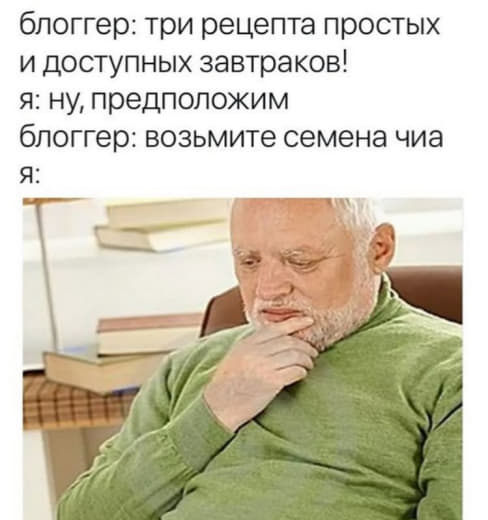 блоггер: три рецепта простых
и доступных завтраков!
я: ну, предположим
блоггер: возьмите семена чиа
я: